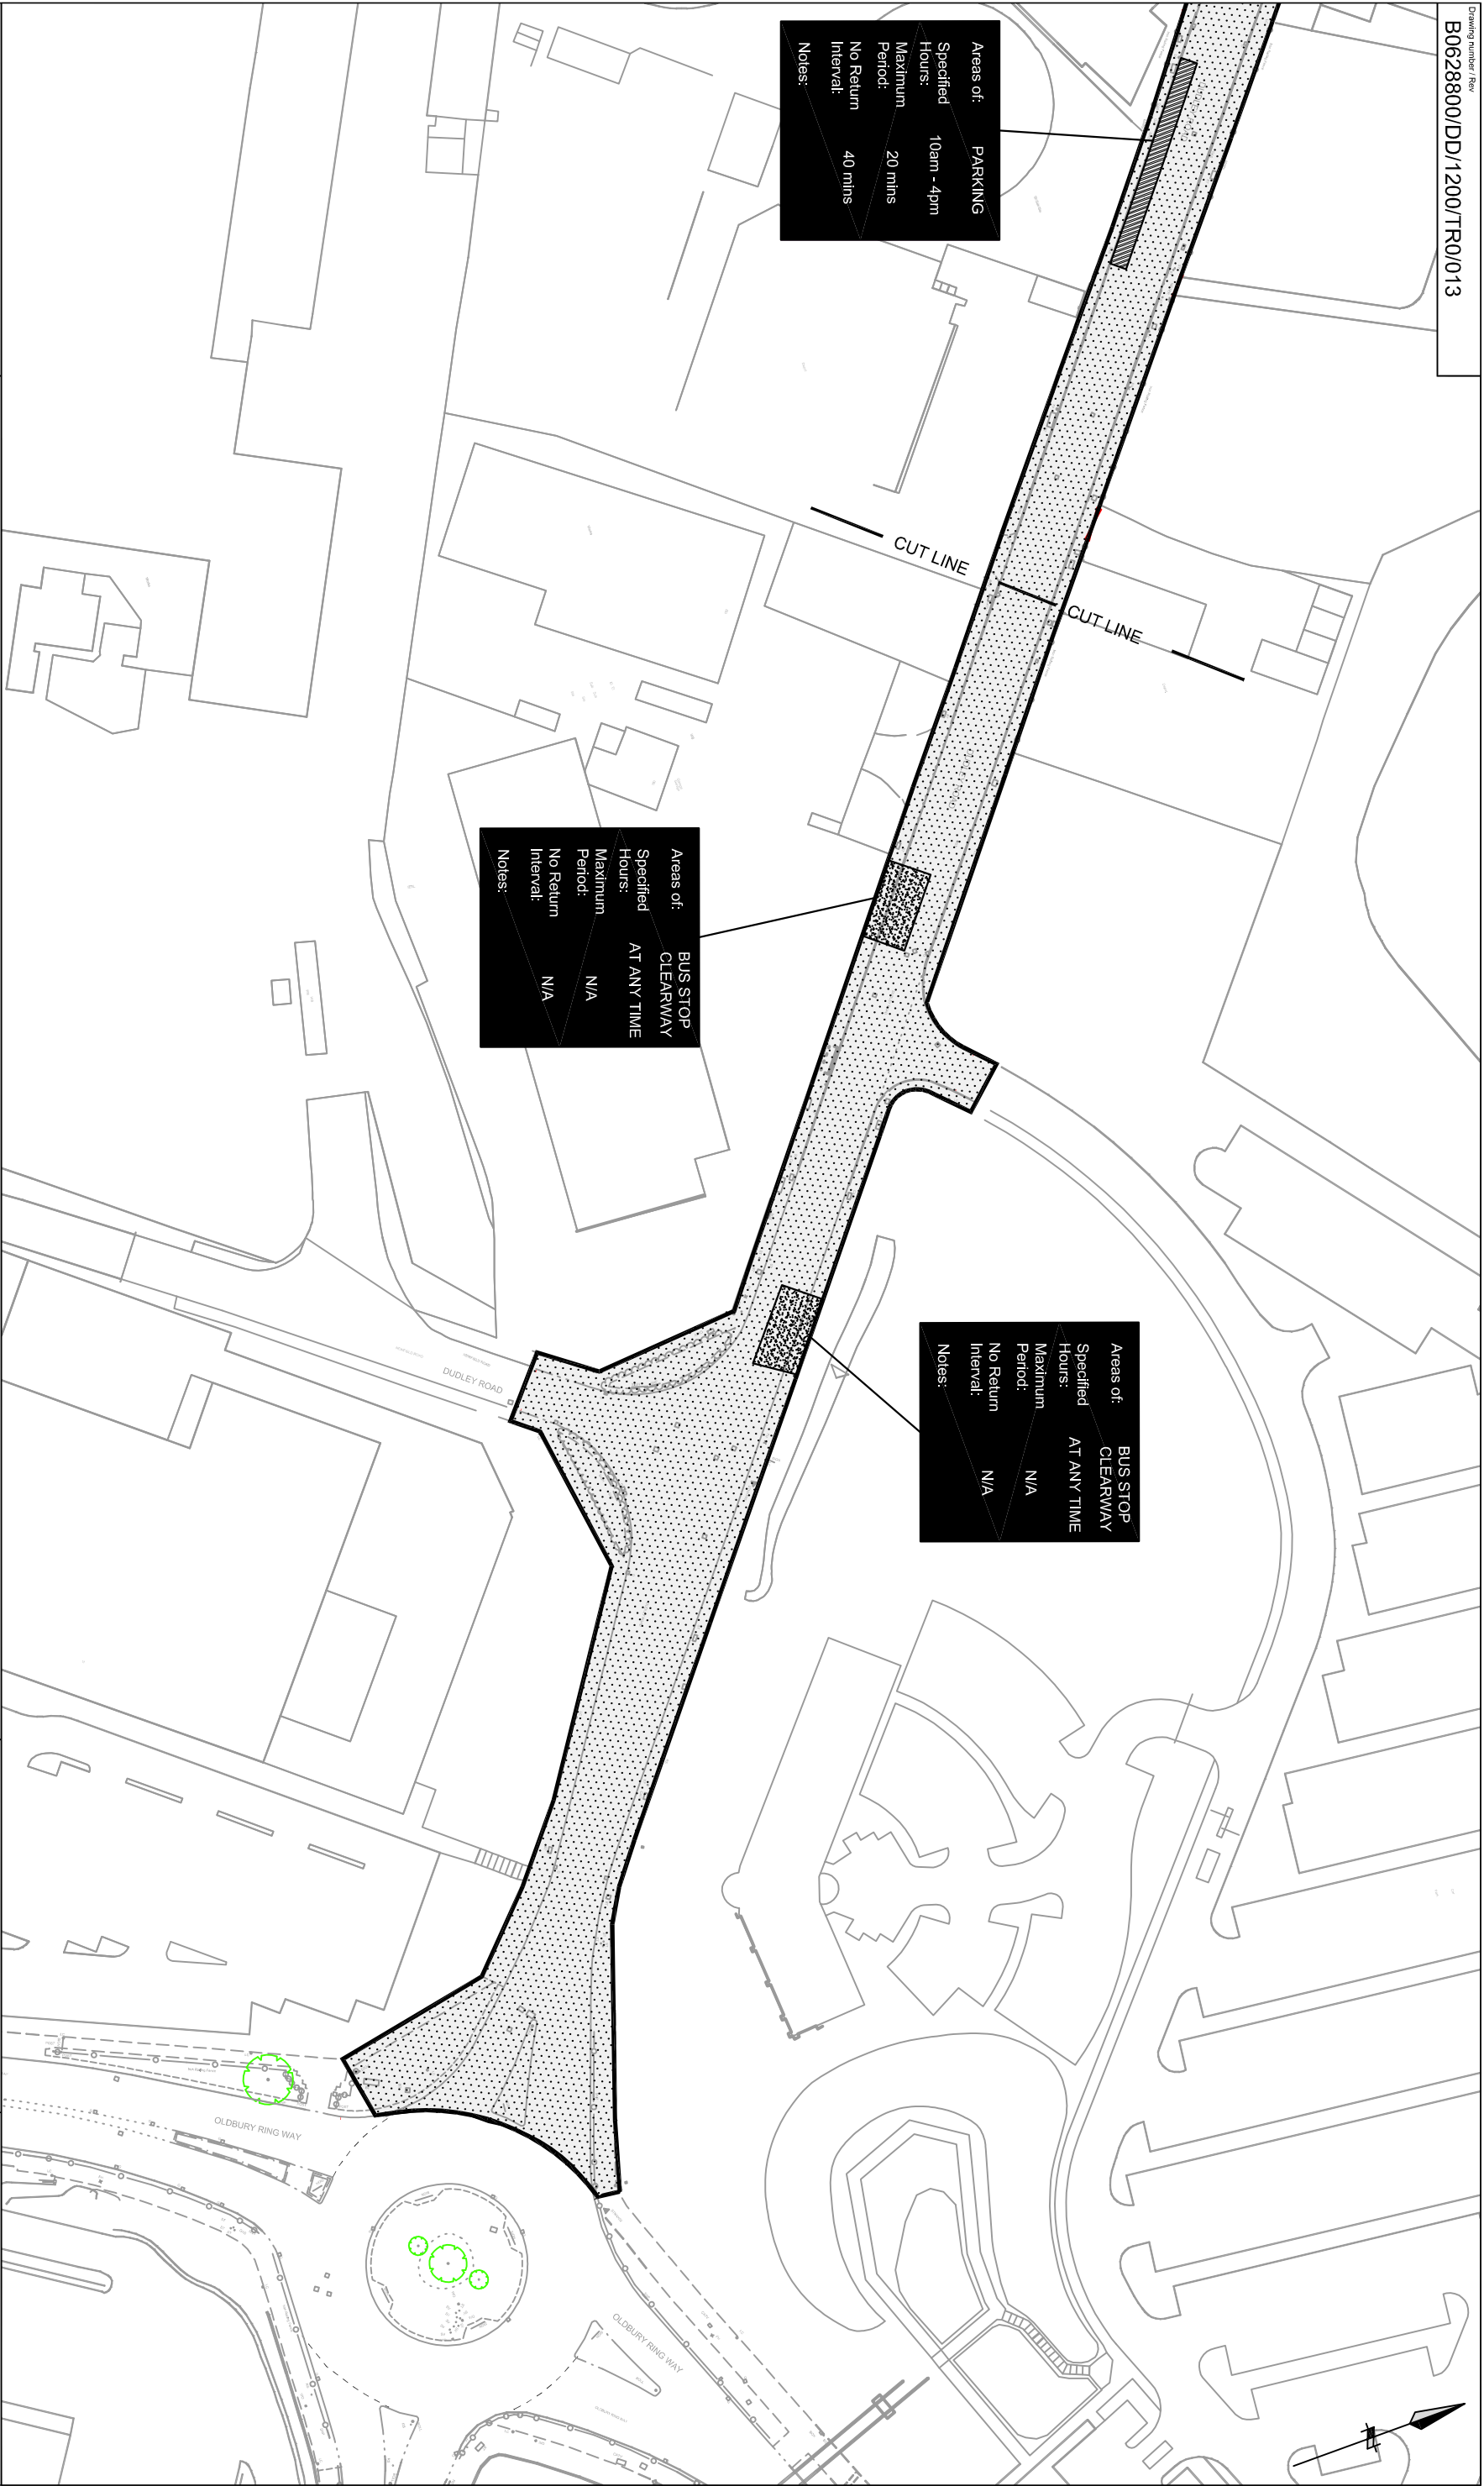 Drawing number / Rev
B0628800/DD/1200/TR0/013
Areas of: PARKING
Specified
Hours: 10am - 4pm
Maximum
Period: 20 mins
No Return
Interval: 40 mins
Notes:
CUT LINE
CUT LINE
Areas of: BUS STOP
CLEARWAY
Specified
Hours: AT ANY TIME
Maximum
Period: N/A
No Return
Interval: N/A
Notes:
Areas of: BUS STOP
CLEARWAY
Specified
Hours: AT ANY TIME
Maximum
Period: N/A
No Return
Interval: N/A
Notes:
DUDLEY ROAD
OLDBURY RING WAY
OLDBURY RING WAY
N